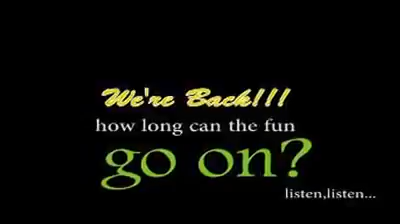 We're Back!!!
how long can the fun
go on?
listen,listen...